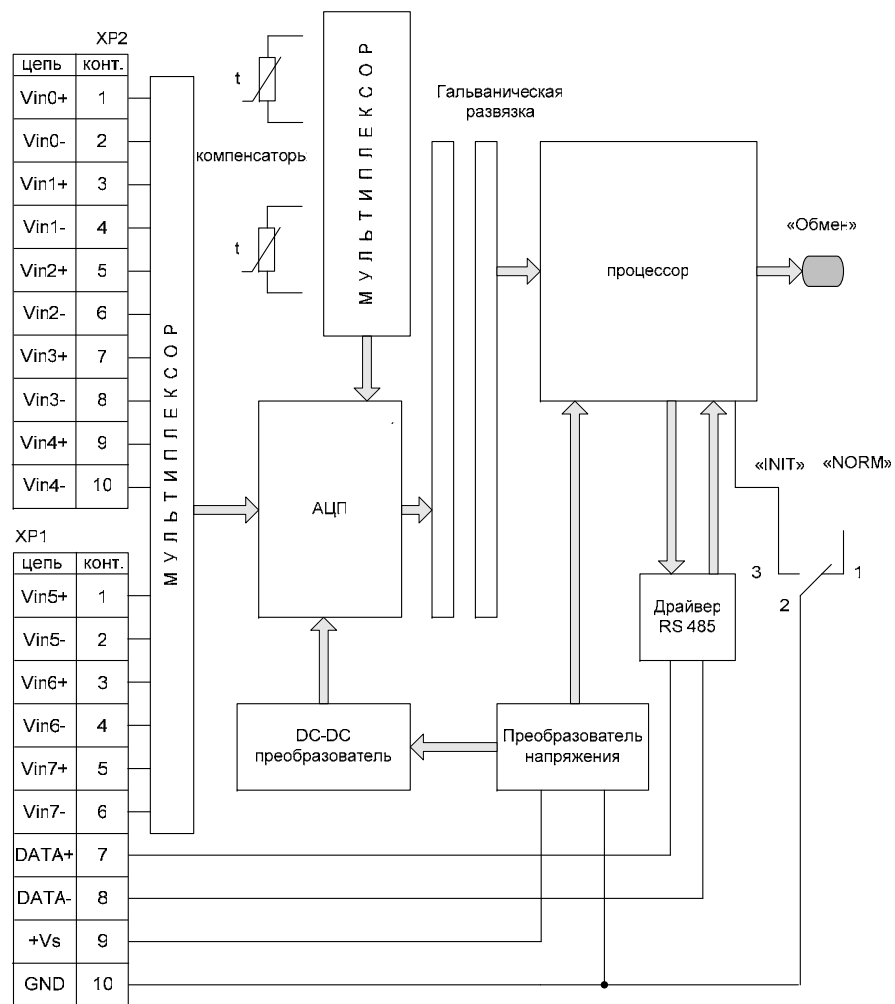 XP2
цепь конт.
Vin0+ 1
Vin0- 2
Vin1+ 3
Vin1- 4
Vin2+ 5
Vin2- 6
Vin3+ 7
Vin3- 8
Vin4+ 9
Vin4- 10
XP1
цепь конт.
Vin5+ 1
Vin5- 2
Vin6+ 3
Vin6- 4
Vin7+ 5
Vin7- 6
DATA+ 7
DATA- 8
+Vs 9
GND 10
МУЛЬТИПЛЕКСОР
t
компенсаторы
t
МУЛЬТИПЛЕКСОР
Гальваническая
развязка
процессор
«Обмен»
АЦП
«INIT» «NORM»
3
1
2
Драйвер
RS 485
DC-DC
преобразователь
Преобразователь
напряжения